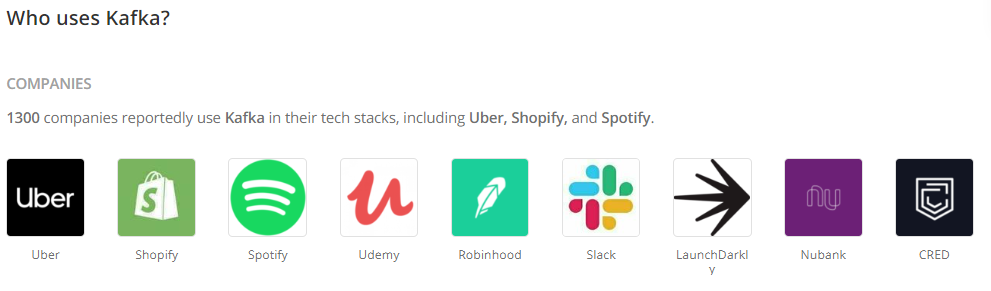 Who uses Kafka?
COMPANIES
1300 companies reportedly use Kafka in their tech stacks, including Uber, Shopify, and Spotify.
Uber
S
u
nu
C
Uber Shopify Spotify Udemy Robinhood Slack LaunchDarkl
y Nubank CRED